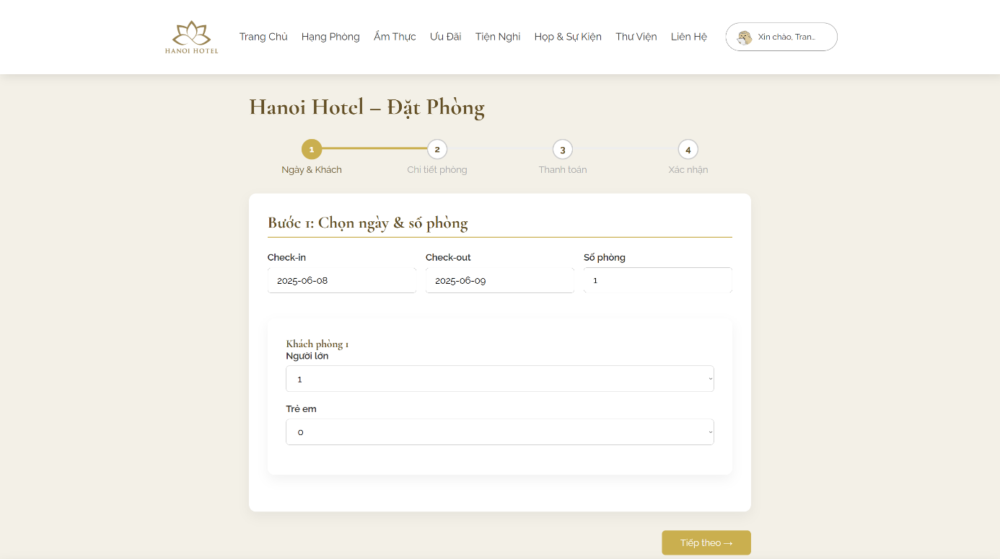 HANOI HOTEL
Trang Chủ Hạng Phòng Ẩm Thực Ưu Đãi Tiện Nghi Họp & Sự Kiện Thư Viện Liên Hệ Xin chào, Tran...
Hanoi Hotel – Đặt Phòng
1 2 3 4
Ngày & Khách Chi tiết phòng Thanh toán Xác nhận
Bước 1: Chọn ngày & số phòng
Check-in Check-out Số phòng
2025-06-08 2025-06-09 1
Khách phòng 1
Người lớn
1
Trẻ em
0
Tiếp theo →